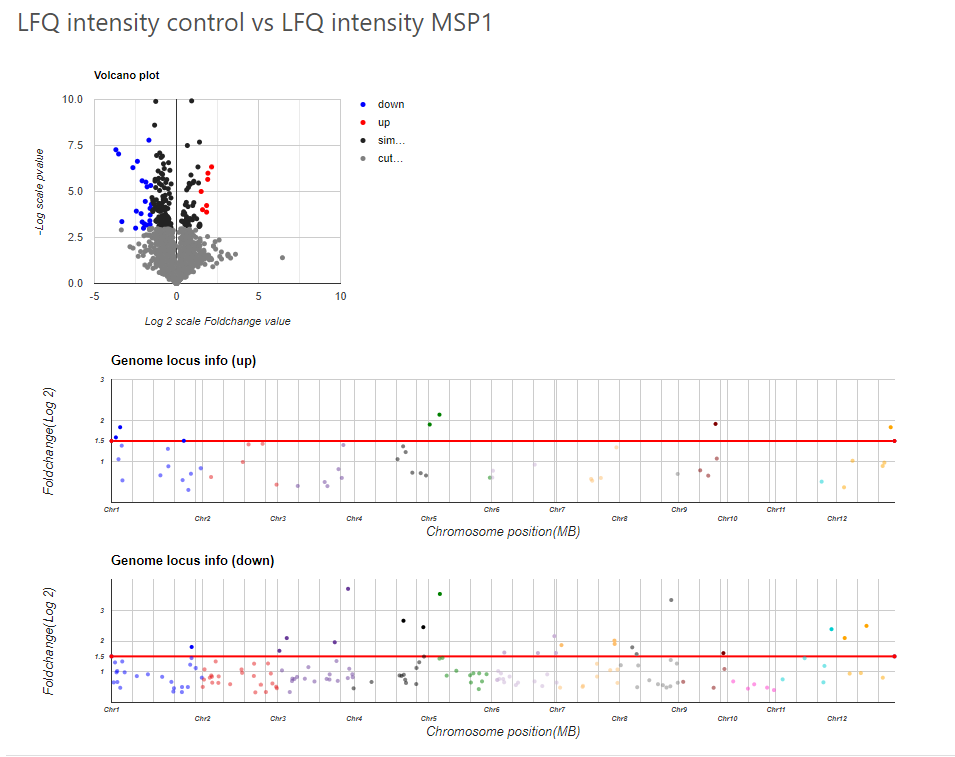 LFQ intensity control vs LFQ intensity MSP1
Volcano plot
10.0
7.5
5.0
2.5
0.0
-5
0
5
10
-Log scale pvalue
Log 2 scale Foldchange value
down
up
sim...
cut...
Genome locus info (up)
3
2
1.5
1
Foldchange(Log 2)
Chr1
Chr2
Chr3
Chr4
Chr5
Chr6
Chr7
Chr8
Chr9
Chr10
Chr11
Chr12
Chromosome position(MB)
Genome locus info (down)
3
2
1.5
1
Foldchange(Log 2)
Chr1
Chr2
Chr3
Chr4
Chr5
Chr6
Chr7
Chr8
Chr9
Chr10
Chr11
Chr12
Chromosome position(MB)